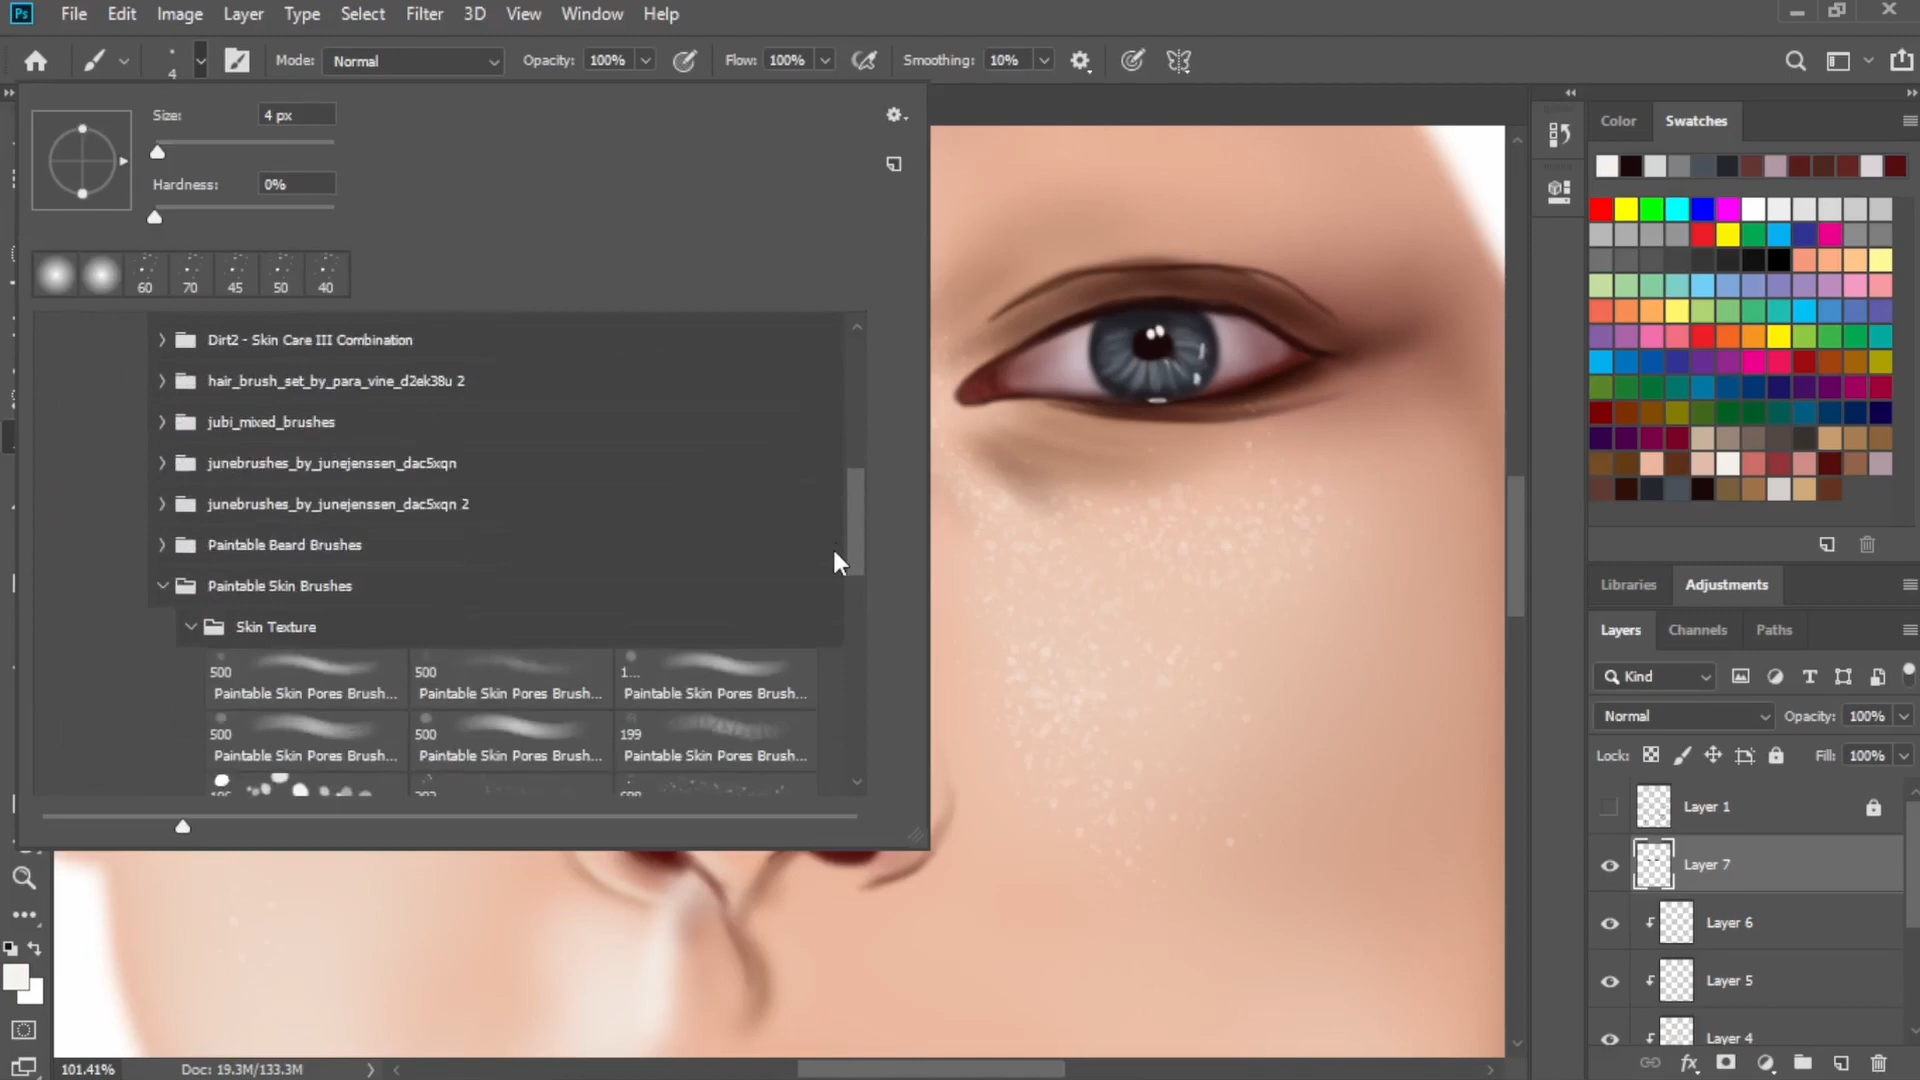 Ps File Edit Image Layer Type Select Filter 3D View Window Help
4 Mode: Normal Opacity: 100% Flow: 100% Smoothing: 10%
Size: 4 px
Hardness: 0%
60 70 45 50 40
Dirt2 - Skin Care III Combination
hair_brush_set_by_para_vine_d2ek38u 2
jubi_mixed_brushes
junebrushes_by_junejenssen_dac5xqn
junebrushes_by_junejenssen_dac5xqn 2
Paintable Beard Brushes
Paintable Skin Brushes
Skin Texture
500 500 1...
Paintable Skin Pores Brush... Paintable Skin Pores Brush... Paintable Skin Pores Brush...
500 500 199
Paintable Skin Pores Brush... Paintable Skin Pores Brush... Paintable Skin Pores Brush...
Color Swatches
Libraries Adjustments
Layers Channels Paths
Kind
Normal Opacity: 100%
Lock: Fill: 100%
Layer 1
Layer 7
Layer 6
Layer 5
Layer 4
fx
101.41% Doc: 19.3M/133.3M